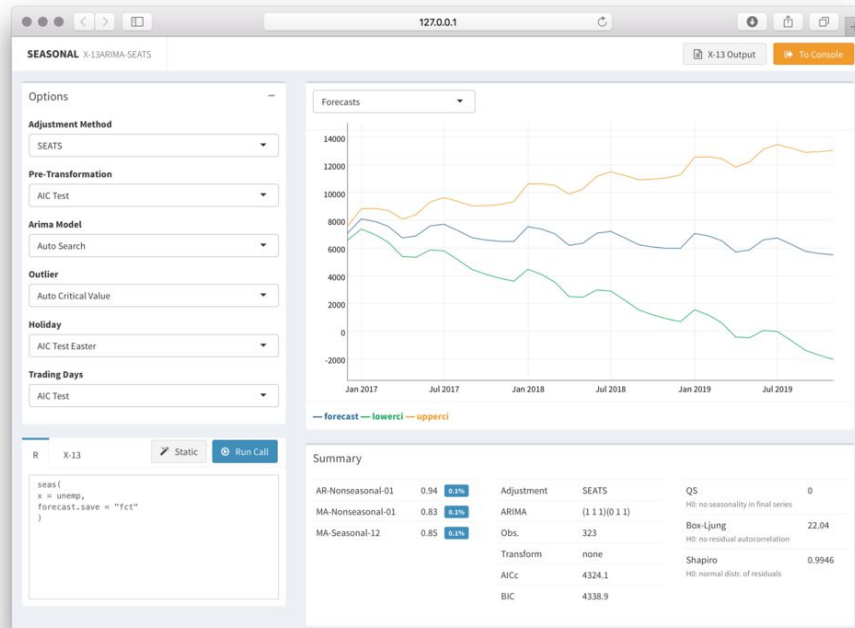 127.0.0.1
SEASONAL X-13ARIMA-SEATS
X-13 Output
To Console
Options
Adjustment Method
SEATS
Pre-Transformation
AIC Test
Arima Model
Auto Search
Outlier
Auto Critical Value
Holiday
AIC Test Easter
Trading Days
AIC Test
R X-13 Static Run Call
seas(
x = unemp,
forecast.save = "fct"
)
Forecasts
14000
12000
10000
8000
6000
4000
2000
0
-2000
Jan 2017 Jul 2017 Jan 2018 Jul 2018 Jan 2019 Jul 2019
forecast lowerci upperci
Summary
AR-Nonseasonal-01 0.94 0.1%
MA-Nonseasonal-01 0.83 0.1%
MA-Seasonal-12 0.85 0.1%
Adjustment SEATS
ARIMA (1 1 1)(0 1 1)
Obs. 323
Transform none
AICc 4324.1
BIC 4338.9
QS 0
H0: no seasonality in final series
Box-Ljung 22.04
H0: no residual autocorrelation
Shapiro 0.9946
H0: normal distr. of residuals